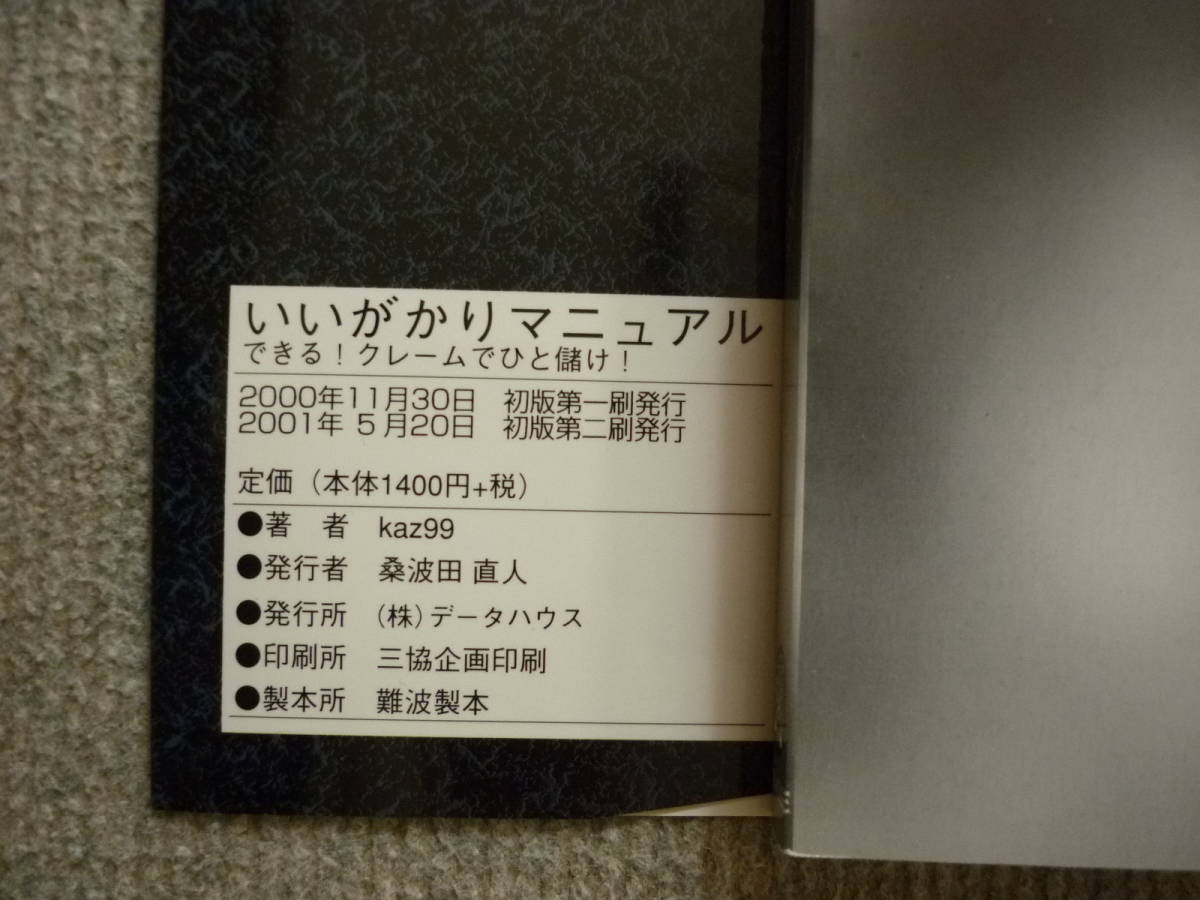 いいがかりマニュアル
できる!クレームでひと儲け!
2000年11月30日 初版第一刷発行
2001年 5月20日 初版第二刷発行
定価(本体1400円+税)
●著 者 kaz99
●発行者 桑波田 直人
●発行所 (株)データハウス
●印刷所 三協企画印刷
●製本所 難波製本